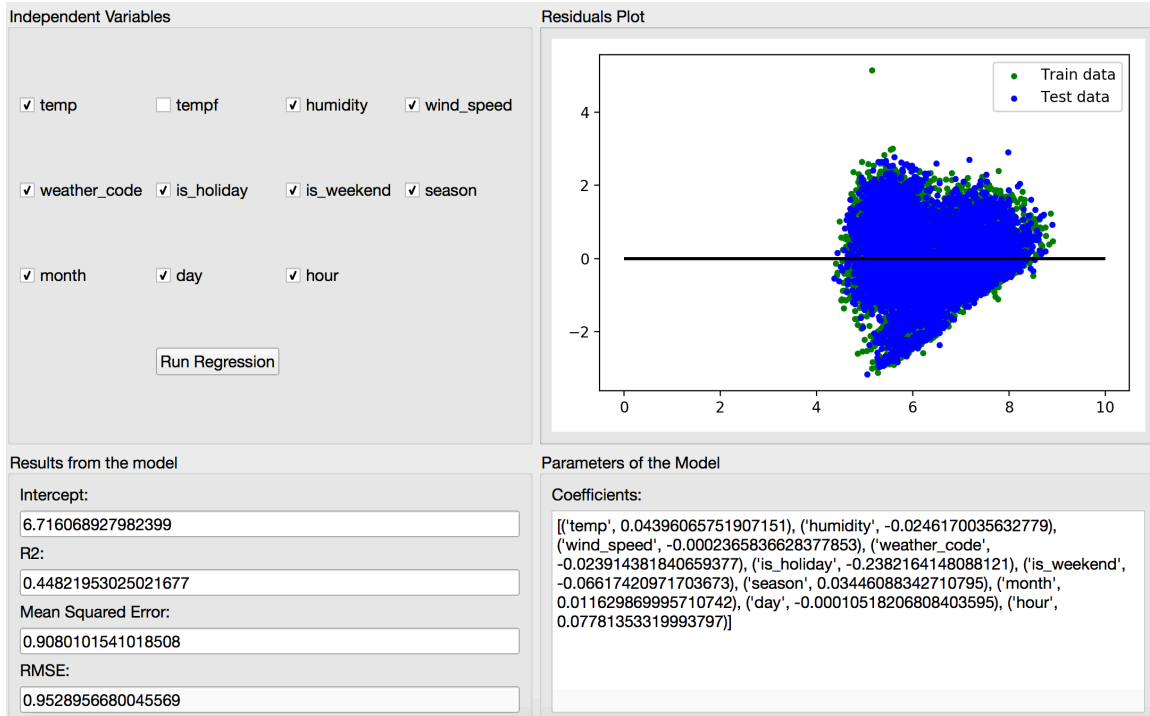 Independent Variables
temp tempf humidity wind_speed
weather_code is_holiday is_weekend season
month day hour
Run Regression
Residuals Plot
Train data
Test data
4
2
0
−2
0 2 4 6 8 10
Results from the model
Intercept:
6.716068927982399
R2:
0.44821953025021677
Mean Squared Error:
0.9080101541018508
RMSE:
0.9528956680045569
Parameters of the Model
Coefficients:
[('temp', 0.04396065751907151), ('humidity', -0.0246170035632779),
('wind_speed', -0.0002365836628377853), ('weather_code',
-0.023914381840659377), ('is_holiday', -0.2382164148088121), ('is_weekend',
-0.06617420971703673), ('season', 0.03446088342710795), ('month',
0.011629869995710742), ('day', -0.00010518206808403595), ('hour',
0.07781353319993797)]